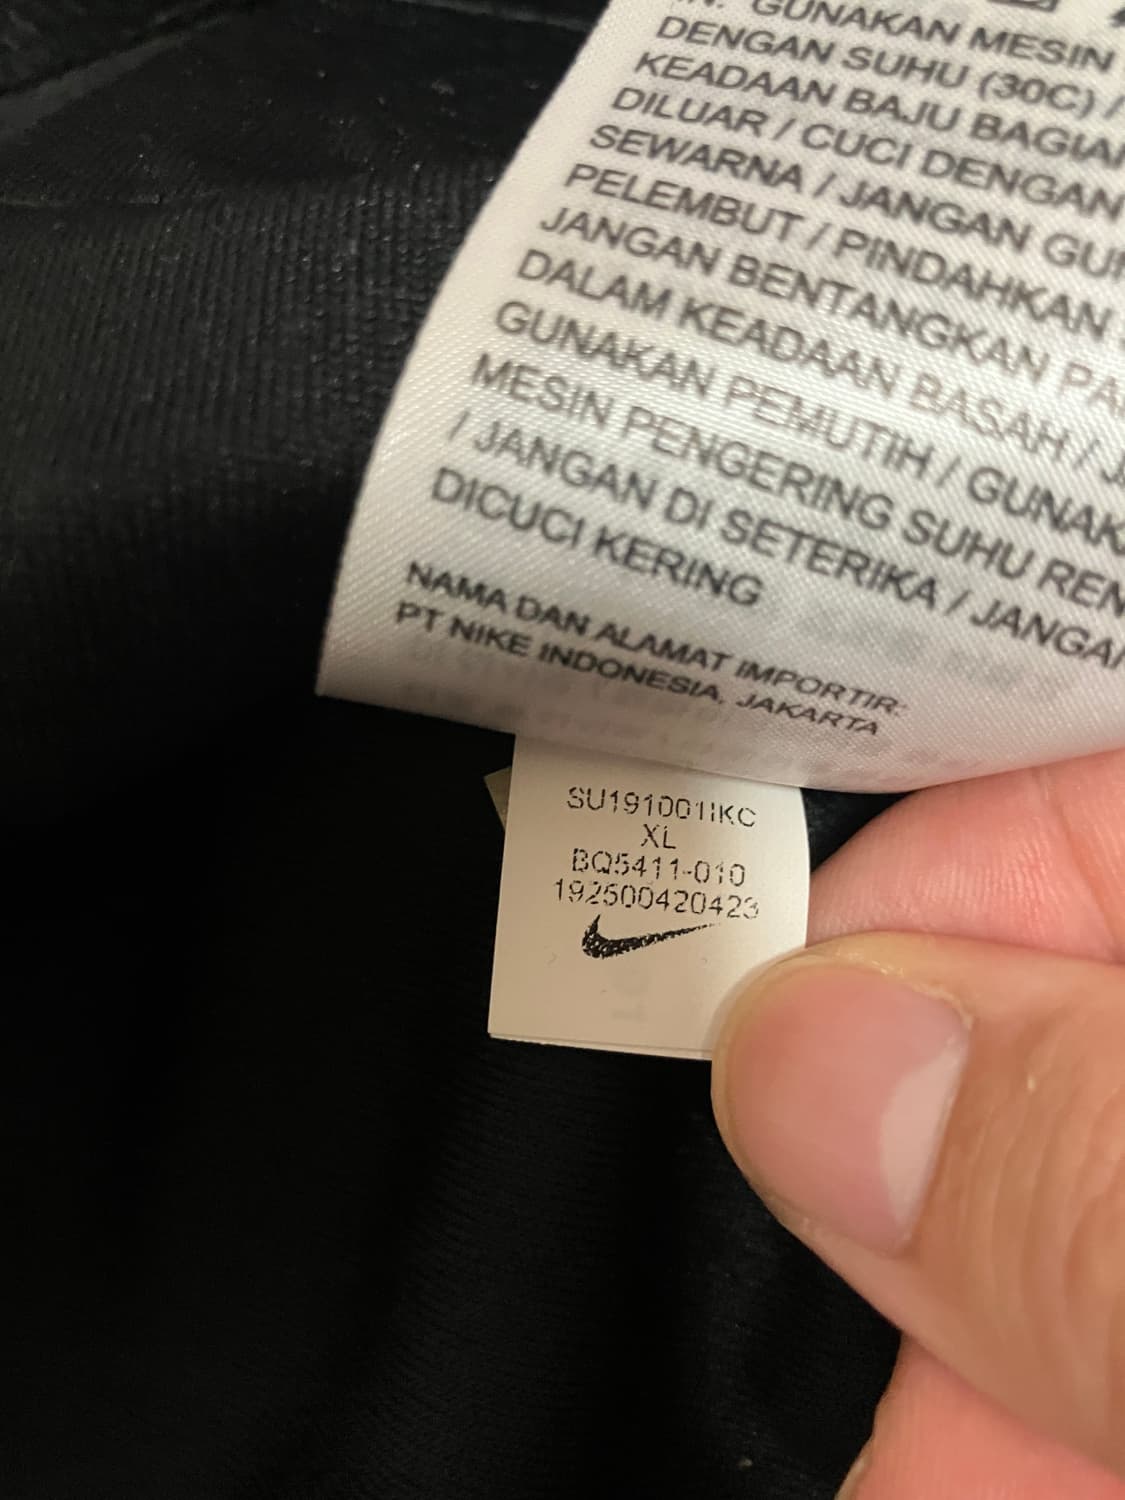 IN: GUNAKAN MESIN
DENGAN SUHU (30C) /
KEADAAN BAJU BAGIAN
DILUAR / CUCI DENGAN
SEWARNA / JANGAN
PELEMBUT / PINDAHKAN
JANGAN BENTANGKAN
DALAM KEADAAN BASAH /
GUNAKAN PEMUTIH /
MESIN PENGERING SUHU
/ JANGAN DI SETERIKA /
DICUCI KERING
NAMA DAN ALAMAT IMPORTIR:
PT NIKE INDONESIA, JAKARTA
SU191001IKC
XL
BQ5411-010
192500420423